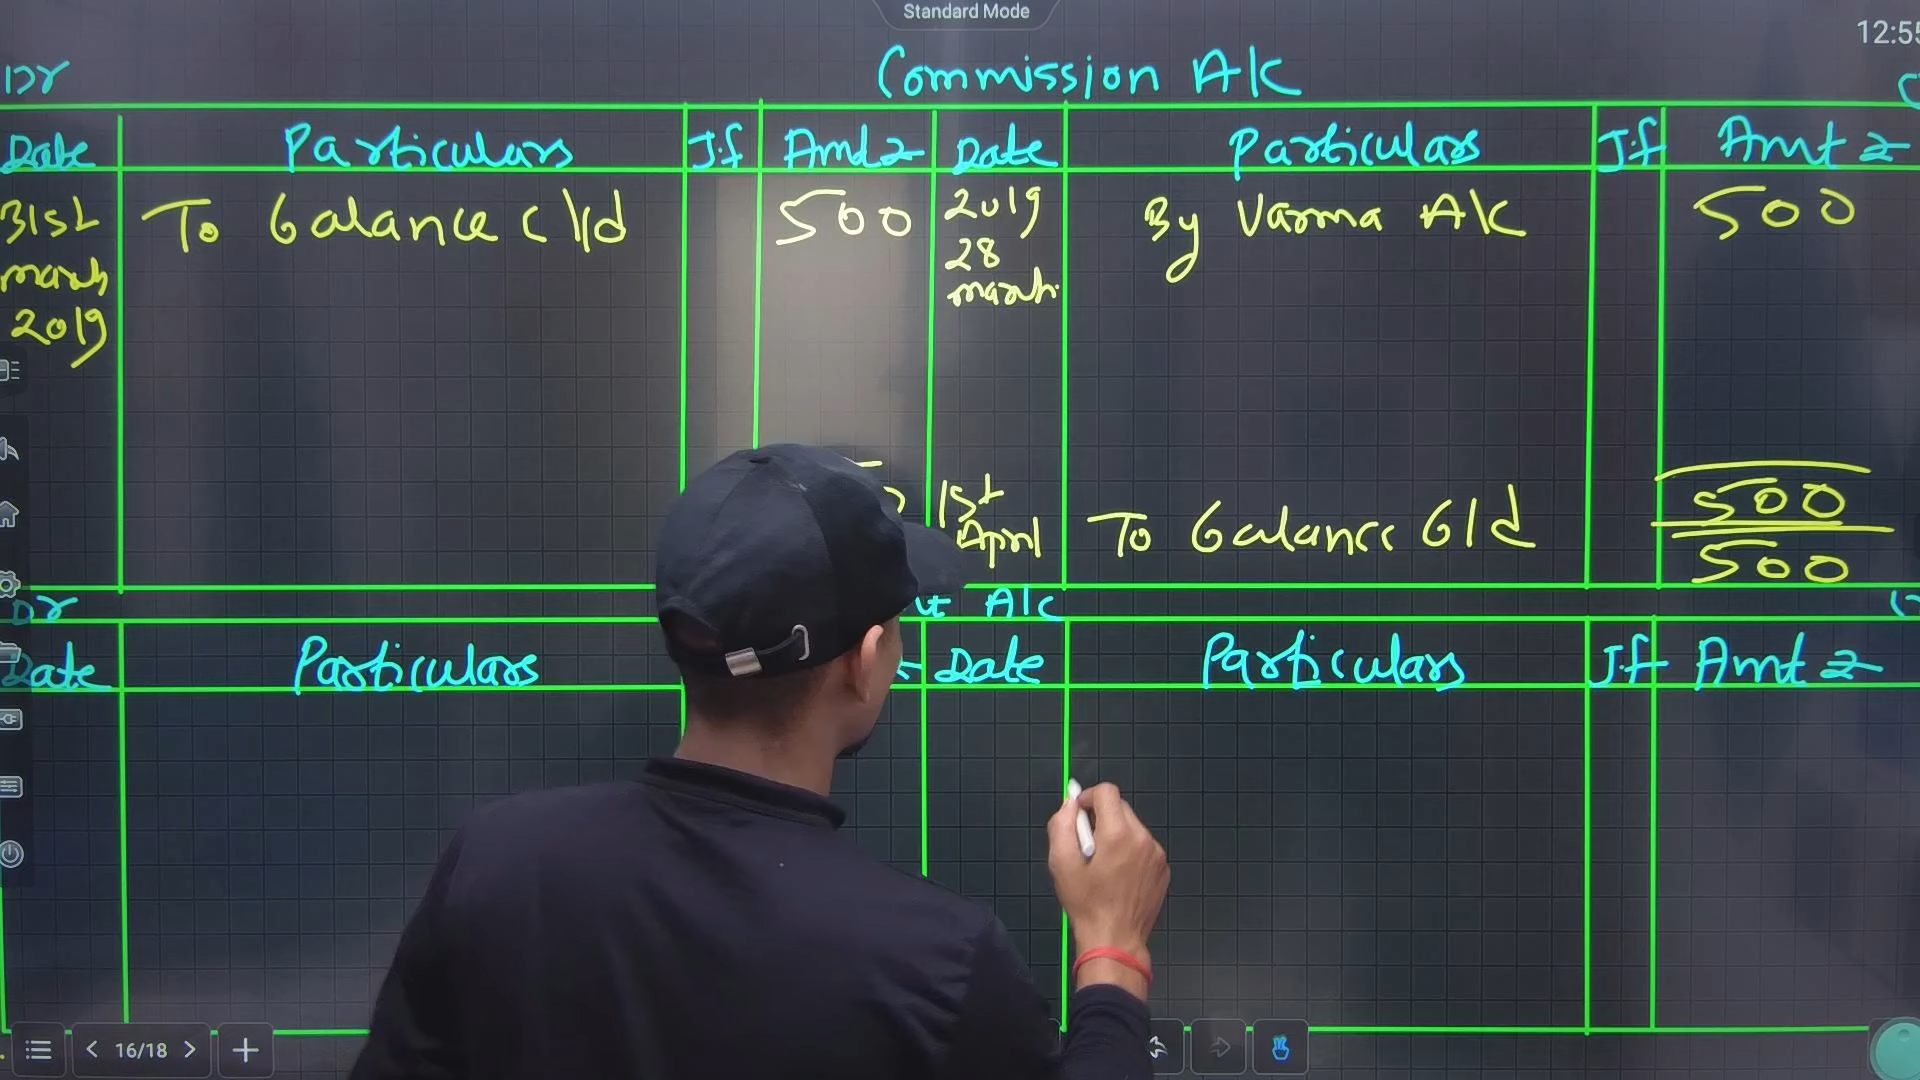 Standard Mode
12:55
Dr Commission A/c
Date Particulars J.f Amt ₹ Date Particulars J.f Amt ₹
31st march 2019 To Balance c/d 500 2019 28 march By Varma A/c 500
500
1st April To Balance b/d 500
Dr A/c
Date Particulars Date Particulars J.f Amt ₹
16/18